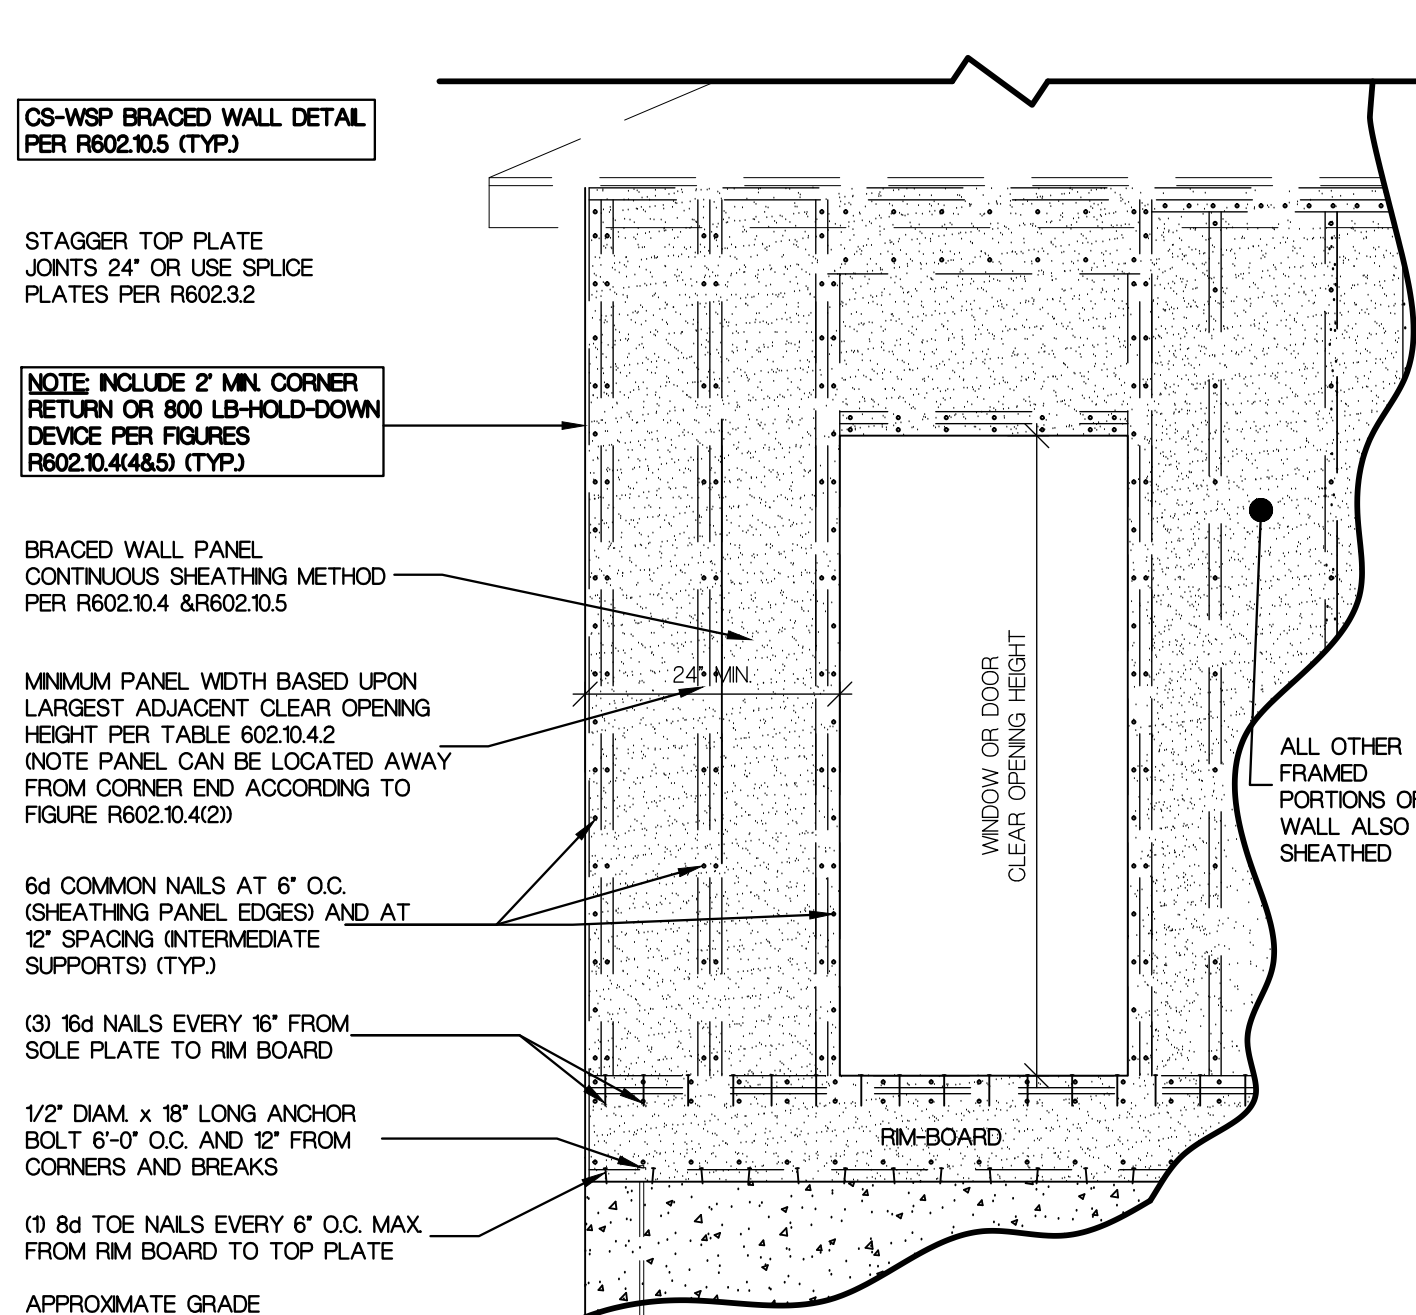 CS-WSP BRACED WALL DETAIL
PER R602.10.5 (TYP.)
STAGGER TOP PLATE
JOINTS 24" OR USE SPLICE
PLATES PER R602.3.2
NOTE: INCLUDE 2' MIN. CORNER
RETURN OR 800 LB-HOLD-DOWN
DEVICE PER FIGURES
R602.10.4(4&5) (TYP.)
BRACED WALL PANEL
CONTINUOUS SHEATHING METHOD
PER R602.10.4 &R602.10.5
MINIMUM PANEL WIDTH BASED UPON
LARGEST ADJACENT CLEAR OPENING
HEIGHT PER TABLE 602.10.4.2
(NOTE PANEL CAN BE LOCATED AWAY
FROM CORNER END ACCORDING TO
FIGURE R602.10.4(2))
6d COMMON NAILS AT 6" O.C.
(SHEATHING PANEL EDGES) AND AT
12" SPACING (INTERMEDIATE
SUPPORTS) (TYP.)
(3) 16d NAILS EVERY 16" FROM
SOLE PLATE TO RIM BOARD
1/2" DIAM. x 18" LONG ANCHOR
BOLT 6'-0" O.C. AND 12" FROM
CORNERS AND BREAKS
(1) 8d TOE NAILS EVERY 6" O.C. MAX.
FROM RIM BOARD TO TOP PLATE
APPROXIMATE GRADE
24" MIN.
WINDOW OR DOOR
CLEAR OPENING HEIGHT
RIM-BOARD
ALL OTHER
FRAMED
PORTIONS OF
WALL ALSO
SHEATHED